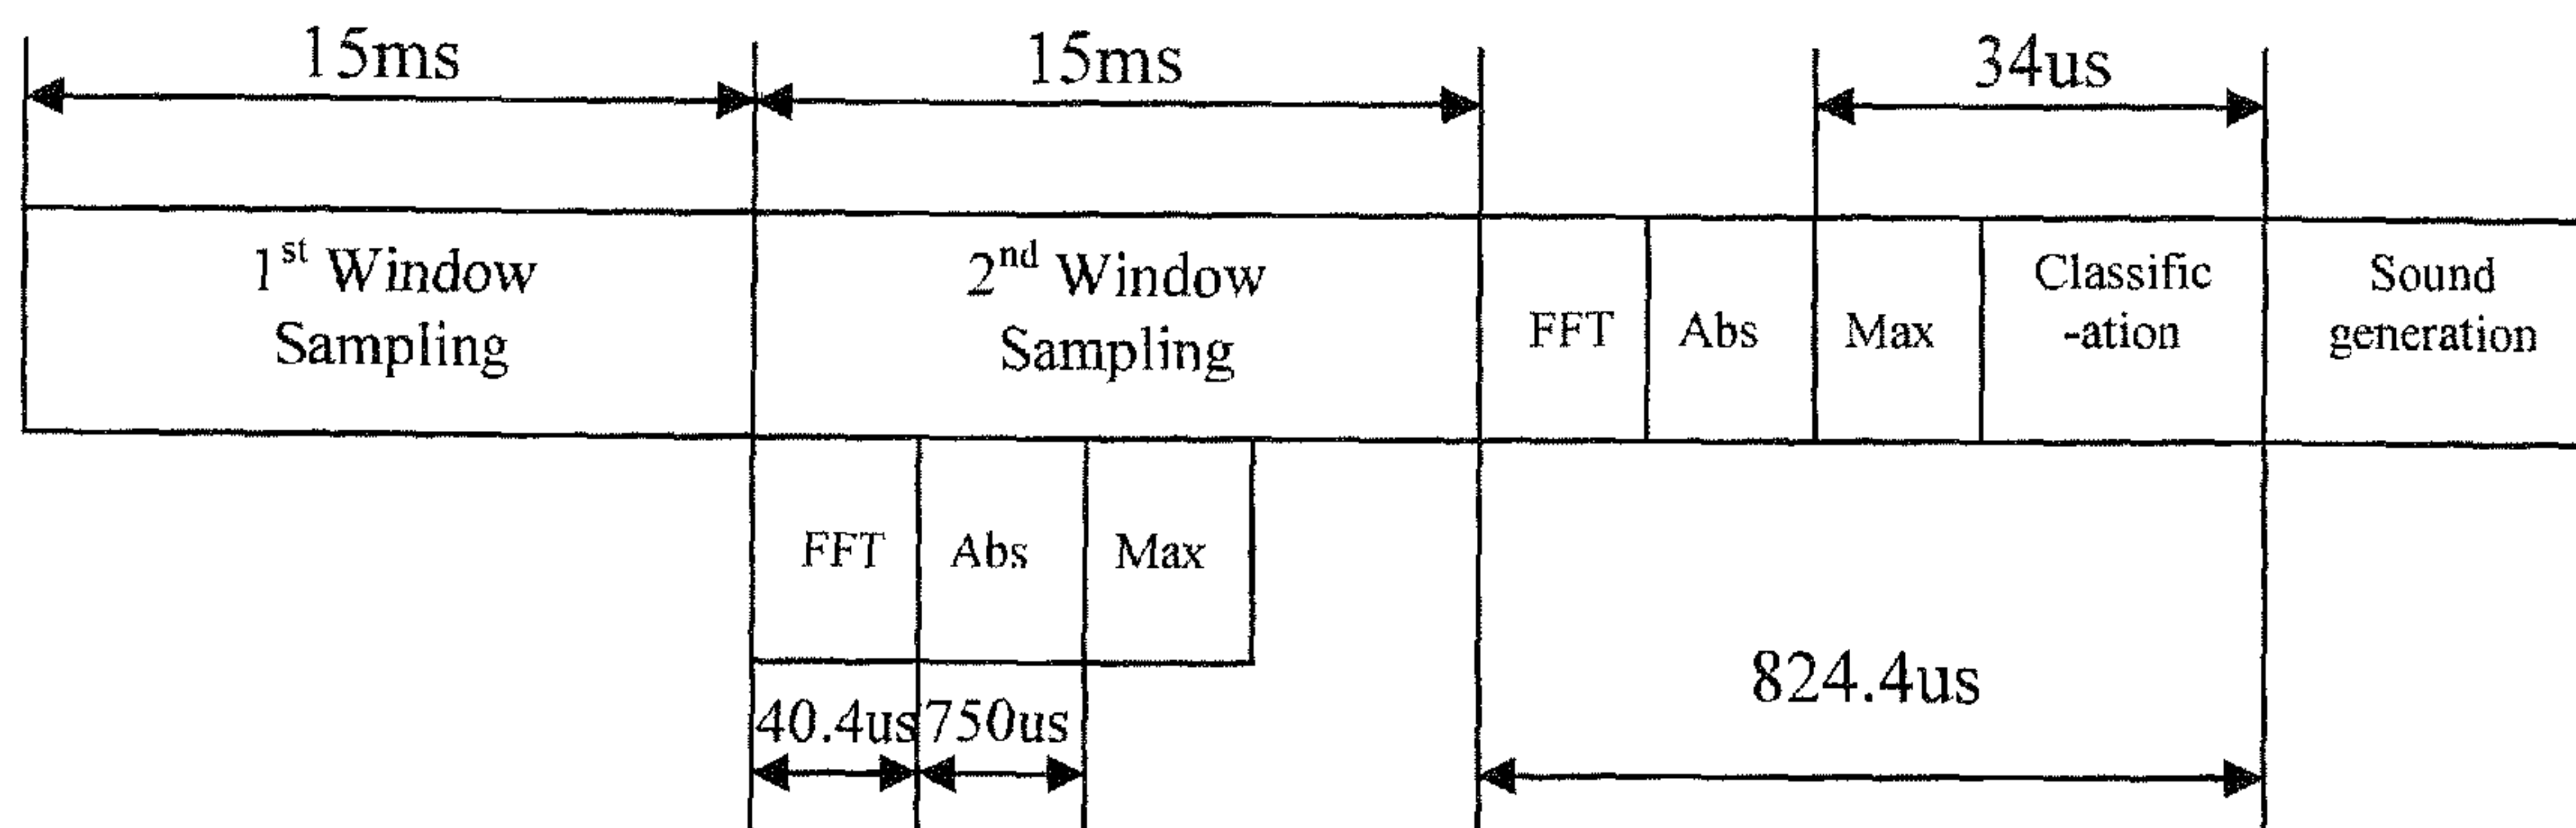 15ms
15ms
34us
1st Window
Sampling
2nd Window
Sampling
FFT
Abs
Max
Classific
-ation
Sound
generation
FFT
Abs
Max
40.4us
750us
824.4us